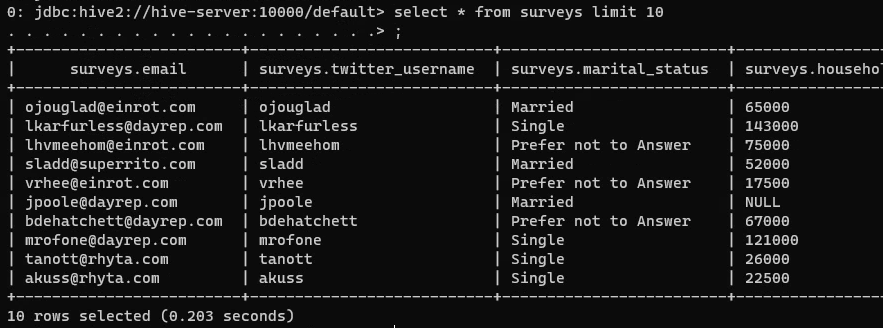 0: jdbc:hive2://hive-server:10000/default> select * from surveys limit 10
. . . . . . . . . . . . . . . . . . . . .> ;
+--------------------------+---------------------------+-------------------------+----------------
|      surveys.email       | surveys.twitter_username  | surveys.marital_status  | surveys.househol
+--------------------------+---------------------------+-------------------------+----------------
| ojouglad@einrot.com      | ojouglad                  | Married                 | 65000
| lkarfurless@dayrep.com   | lkarfurless               | Single                  | 143000
| lhvmeehom@einrot.com     | lhvmeehom                 | Prefer not to Answer    | 75000
| sladd@superrito.com      | sladd                     | Married                 | 52000
| vrhee@einrot.com         | vrhee                     | Prefer not to Answer    | 17500
| jpoole@dayrep.com        | jpoole                    | Married                 | NULL
| bdehatchett@dayrep.com   | bdehatchett               | Prefer not to Answer    | 67000
| mrofone@dayrep.com       | mrofone                   | Single                  | 121000
| tanott@rhyta.com         | tanott                    | Single                  | 26000
| akuss@rhyta.com          | akuss                     | Single                  | 22500
+--------------------------+---------------------------+-------------------------+----------------
10 rows selected (0.203 seconds)